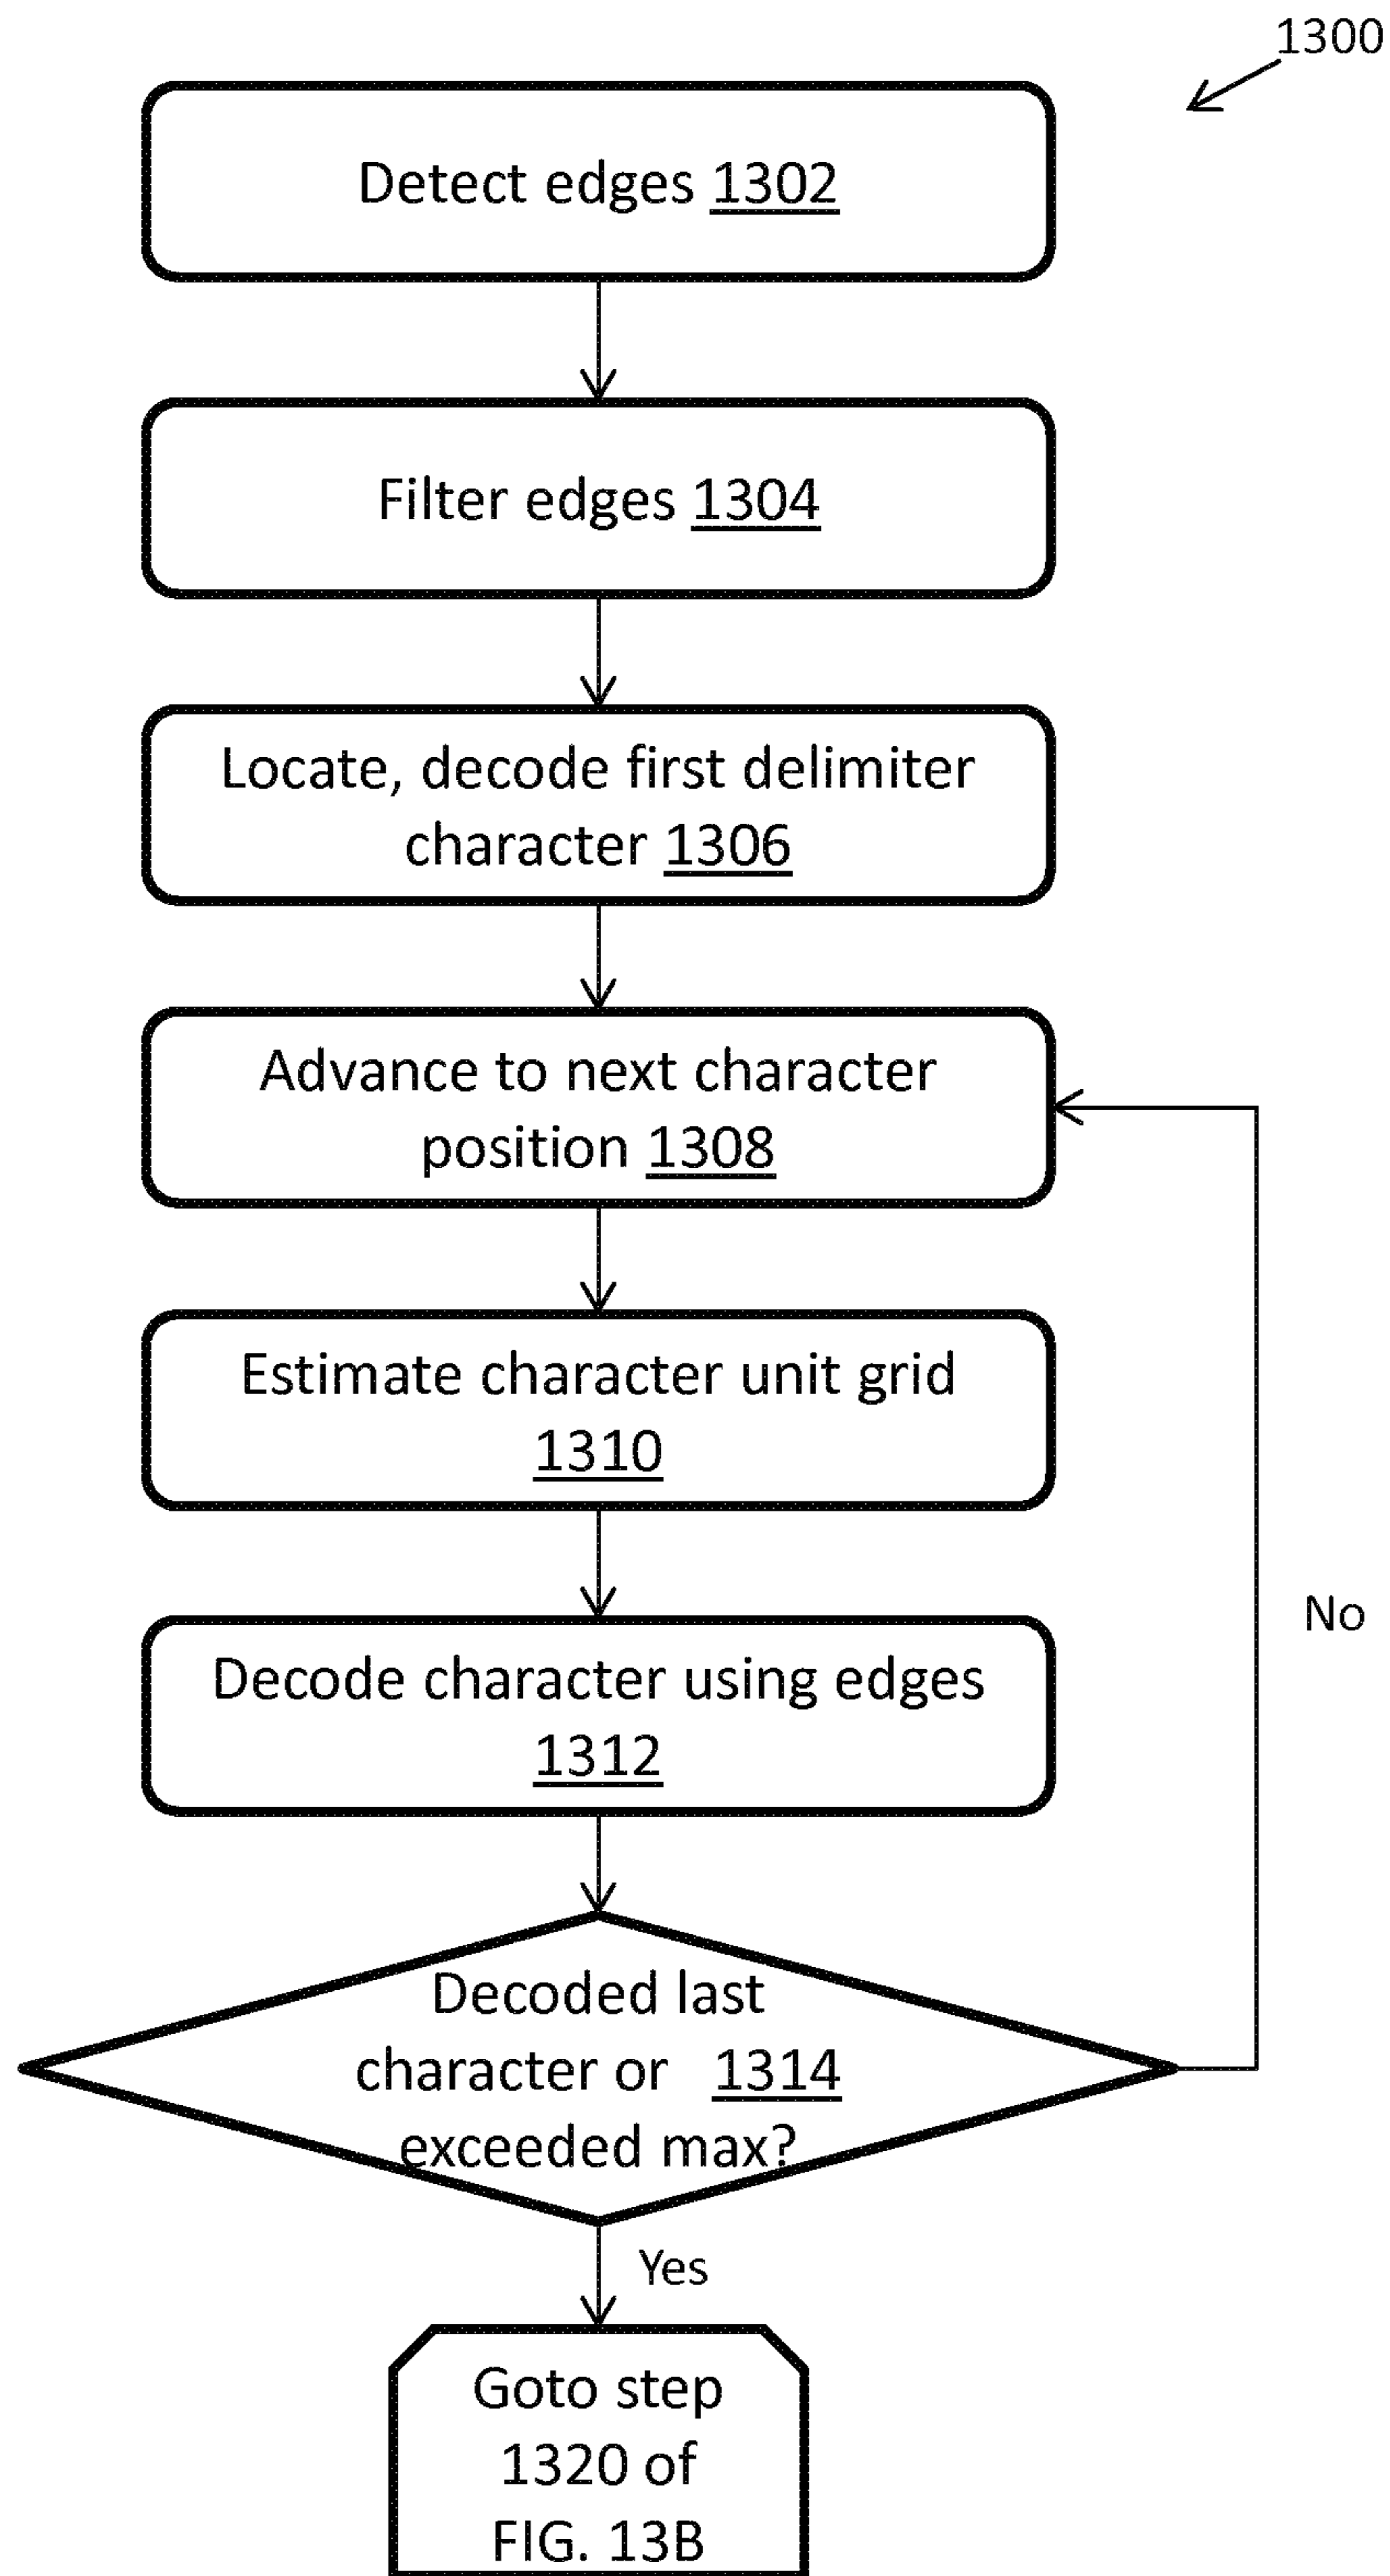 1300
Detect edges 1302
Filter edges 1304
Locate, decode first delimiter
character 1306
Advance to next character
position 1308
Estimate character unit grid
1310
Decode character using edges
1312
No
Decoded last
character or 1314
exceeded max?
Yes
Goto step
1320 of
FIG. 13B